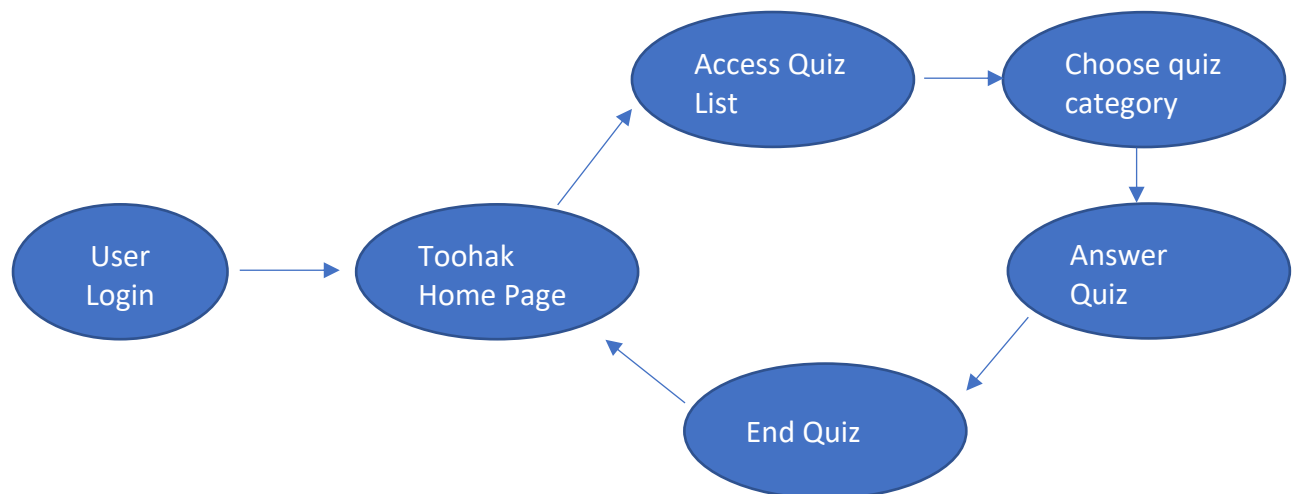 User
Login
Toohak
Home Page
Access Quiz
List
Choose quiz
category
Answer
Quiz
End Quiz